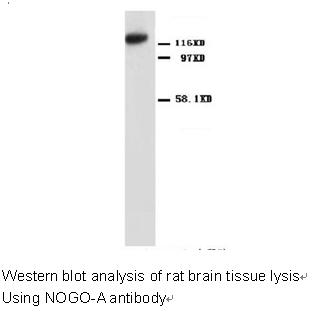 116KD
97KD
58.1KD
Western blot analysis of rat brain tissue lysis
Using NOGO-A antibody